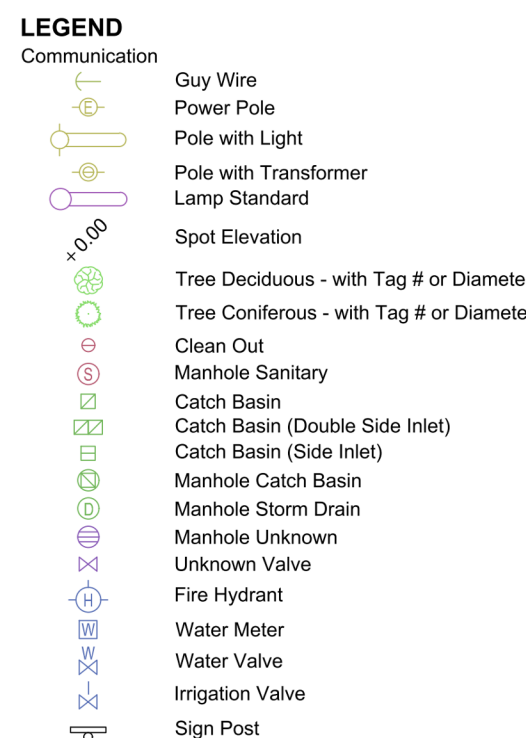 LEGEND
Communication
Guy Wire
E Power Pole
Pole with Light
Pole with Transformer
Lamp Standard
+0.00 Spot Elevation
Tree Deciduous - with Tag # or Diamete
Tree Coniferous - with Tag # or Diamete
Clean Out
S Manhole Sanitary
Catch Basin
Catch Basin (Double Side Inlet)
Catch Basin (Side Inlet)
Manhole Catch Basin
D Manhole Storm Drain
Manhole Unknown
Unknown Valve
H Fire Hydrant
W Water Meter
W Water Valve
Irrigation Valve
Sign Post